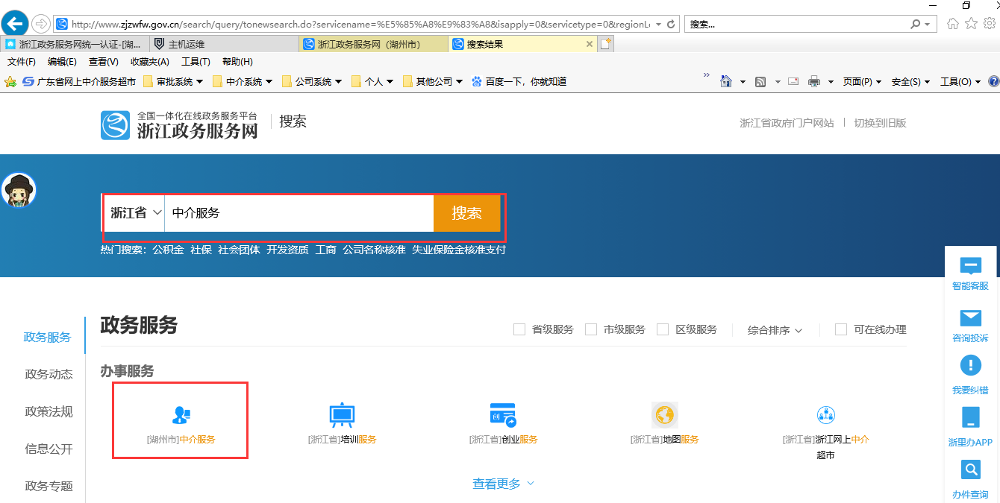 http://www.zjzwfw.gov.cn/search/query/tonewsearch.do?servicename=%E5%85%A8%E9%83%A8&isapply=0&servicetype=0&regionL
搜索...
浙江政务服务网统一认证-[湖...
主机运维
浙江政务服务网（湖州市）
搜索结果
文件(F) 编辑(E) 查看(V) 收藏夹(A) 工具(T) 帮助(H)
广东省网上中介服务超市 审批系统 中介系统 公司系统 个人 其他公司 百度一下，你就知道 » 页面(P) 安全(S) 工具(O)
全国一体化在线政务服务平台
浙江政务服务网
搜索
浙江省政府门户网站 | 切换到旧版
浙江省 中介服务 搜索
热门搜索：公积金 社保 社会团体 开发资质 工商 公司名称核准 失业保险金核准支付
智能客服
咨询投诉
我要纠错
浙里办APP
办件查询
政务服务
政务动态
政策法规
信息公开
政务专题
政务服务
省级服务 市级服务 区级服务 综合排序 可在线办理
办事服务
创
[湖州市]中介服务
[浙江省]培训服务
[浙江省]创业服务
[浙江省]地图服务
[浙江省]浙江网上中介
超市
查看更多